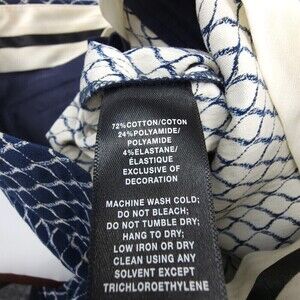 72%COTTON/COTON
24%POLYAMIDE/
POLYAMIDE
4%ELASTANE/
ÉLASTIQUE
EXCLUSIVE OF
DECORATION
MACHINE WASH COLD;
DO NOT BLEACH;
DO NOT TUMBLE DRY;
HANG TO DRY;
LOW IRON OR DRY
CLEAN USING ANY
SOLVENT EXCEPT
TRICHLOROETHYLENE